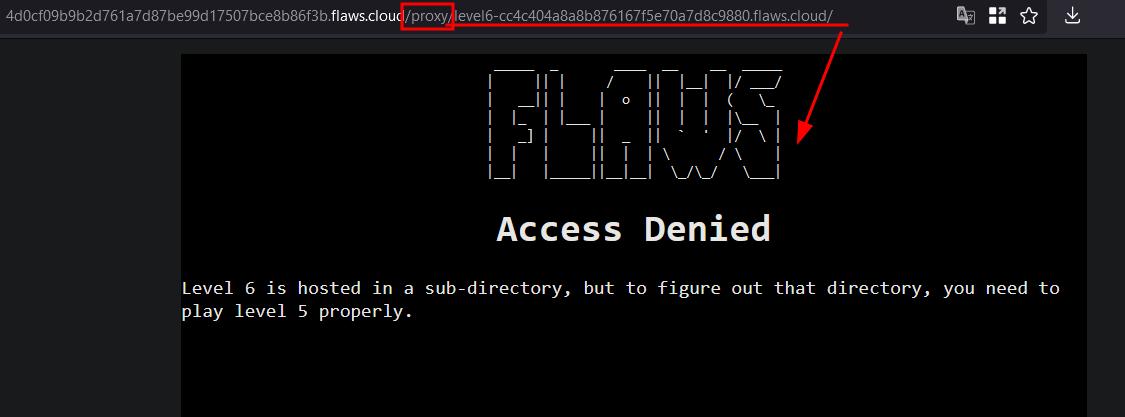 4d0cf09b9b2d761a7d87be99d17507bce8b86f3b.flaws.cloud/proxy/level6-cc4c404a8a8b876167f5e70a7d8c9880.flaws.cloud/
FLAWS
Access Denied
Level 6 is hosted in a sub-directory, but to figure out that directory, you need to
play level 5 properly.